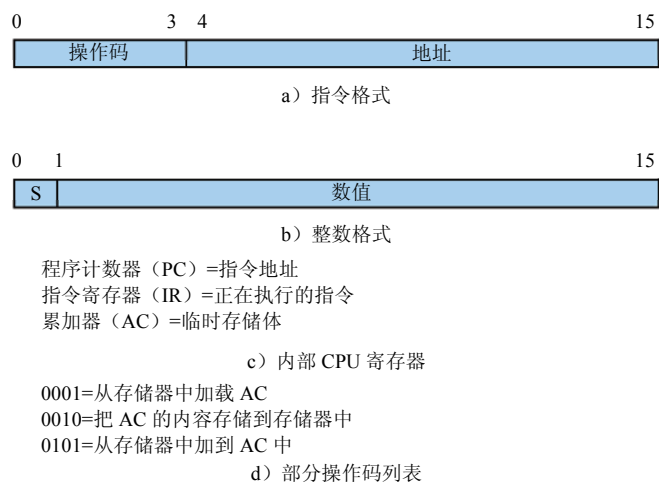 0 3 4 15
操作码 地址
a）指令格式
0 1 15
S 数值
b）整数格式
程序计数器（PC）=指令地址
指令寄存器（IR）=正在执行的指令
累加器（AC）=临时存储体
c）内部 CPU 寄存器
0001=从存储器中加载 AC
0010=把 AC 的内容存储到存储器中
0101=从存储器中加到 AC 中
d）部分操作码列表